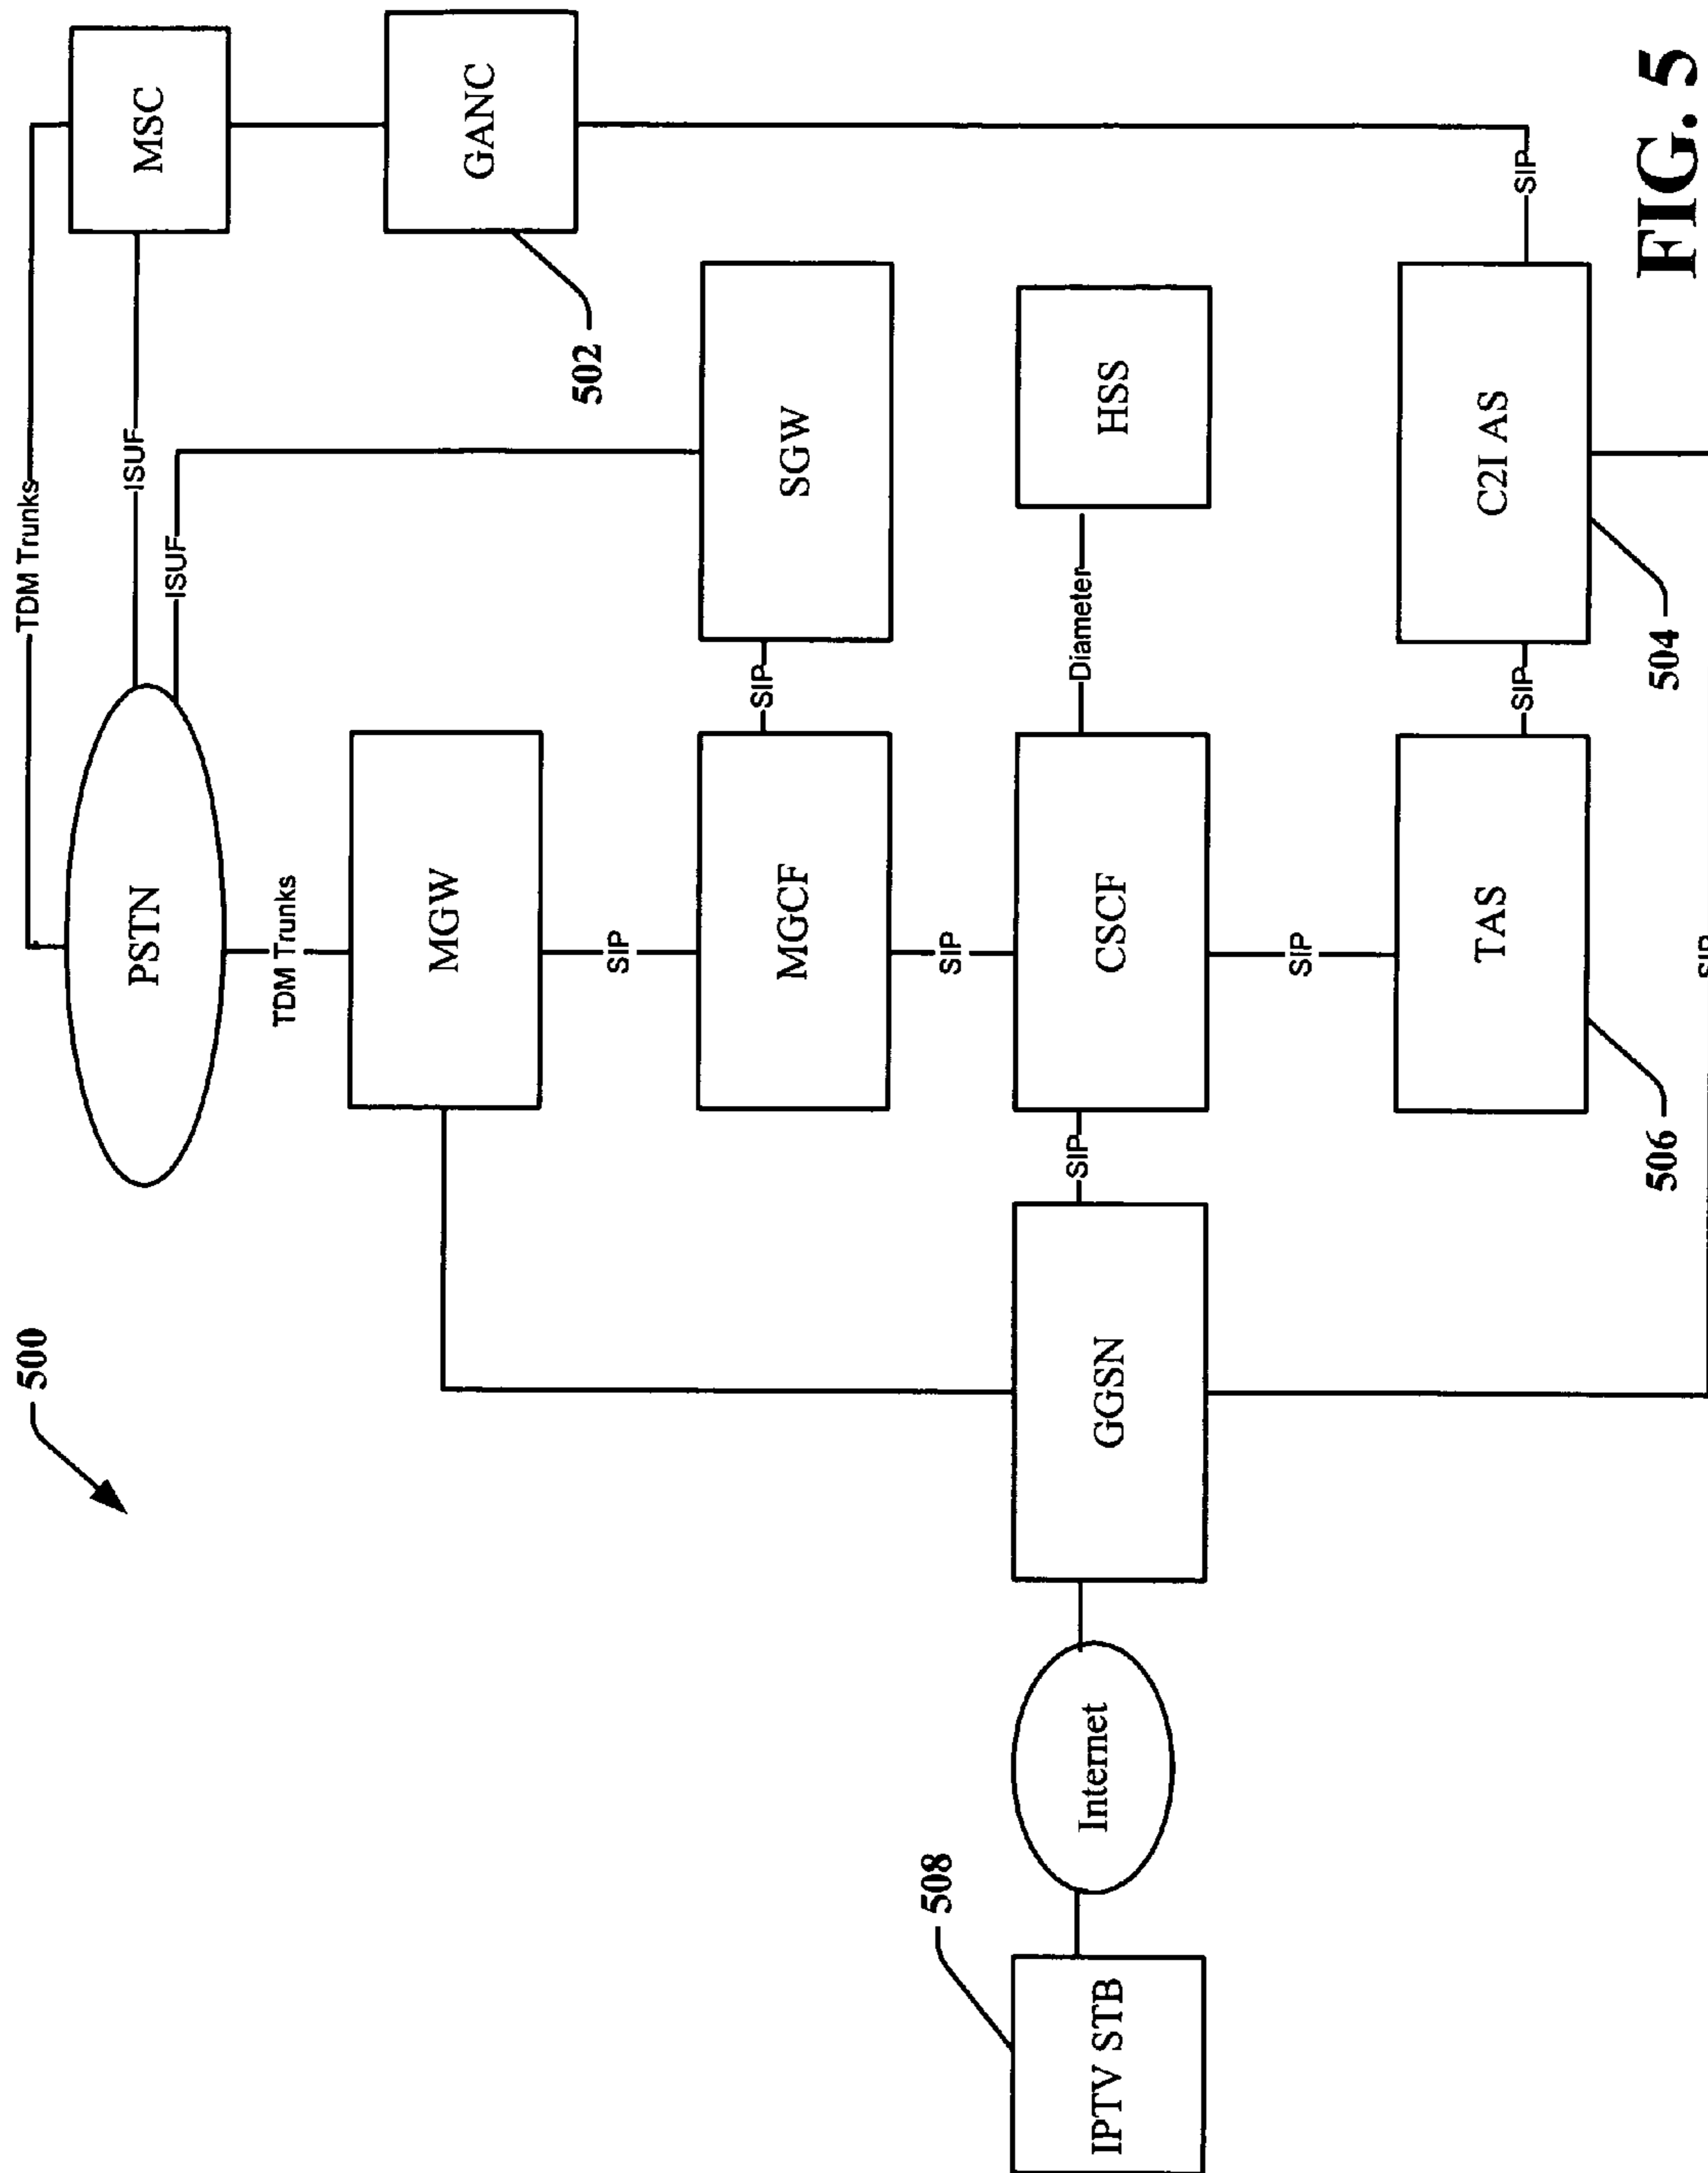 500
TDM Trunks
PSTN
ISUF
MSC
ISUF
TDM Trunks
MGW
GANC
502
SIP
MGCF
SIP
SGW
508
SIP
IPTV STB
Internet
GGSN
SIP
CSCF
Diameter
HSS
SIP
TAS
SIP
C2I AS
SIP
506
504
FIG. 5
SIP